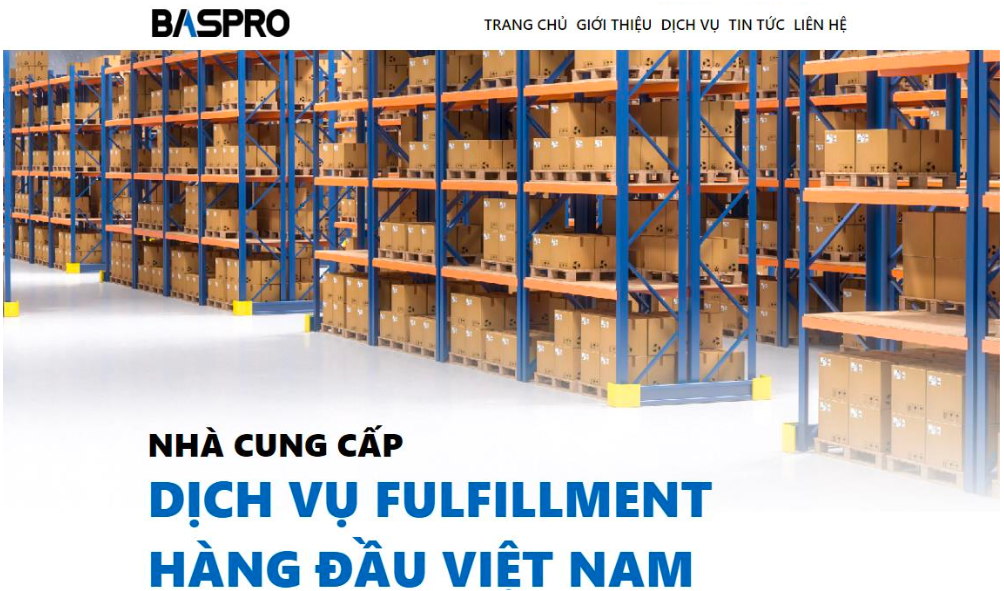 BASPRO
TRANG CHỦ GIỚI THIỆU DỊCH VỤ TIN TỨC LIÊN HỆ
NHÀ CUNG CẤP
DỊCH VỤ FULFILLMENT
HÀNG ĐẦU VIỆT NAM